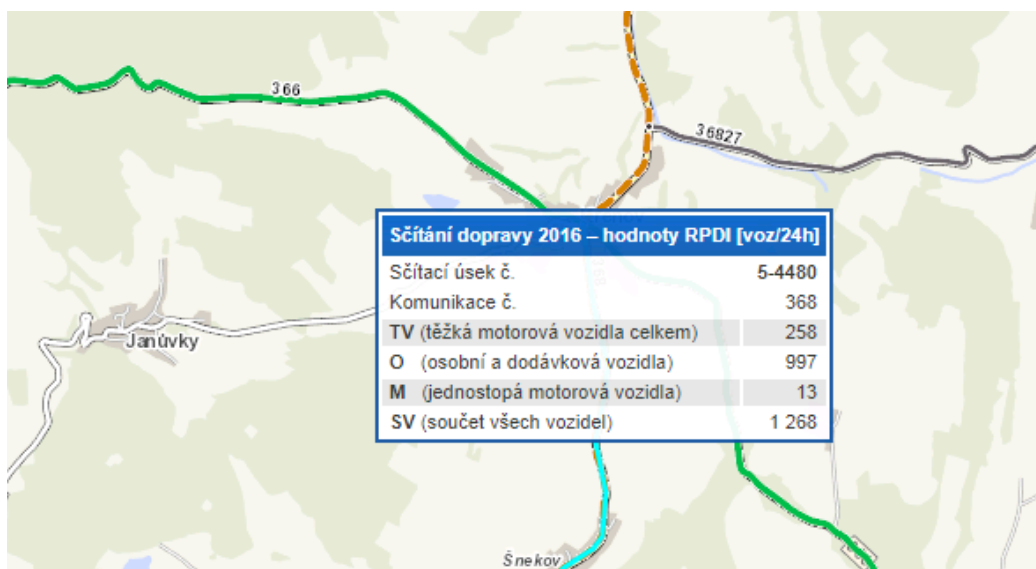 366
36827
Sčítání dopravy 2016 – hodnoty RPDI [voz/24h]
Sčítací úsek č. 5-4480
Komunikace č. 368
TV (těžká motorová vozidla celkem) 258
O (osobní a dodávková vozidla) 997
M (jednostopá motorová vozidla) 13
SV (součet všech vozidel) 1 268
Janůvky
Šnekov